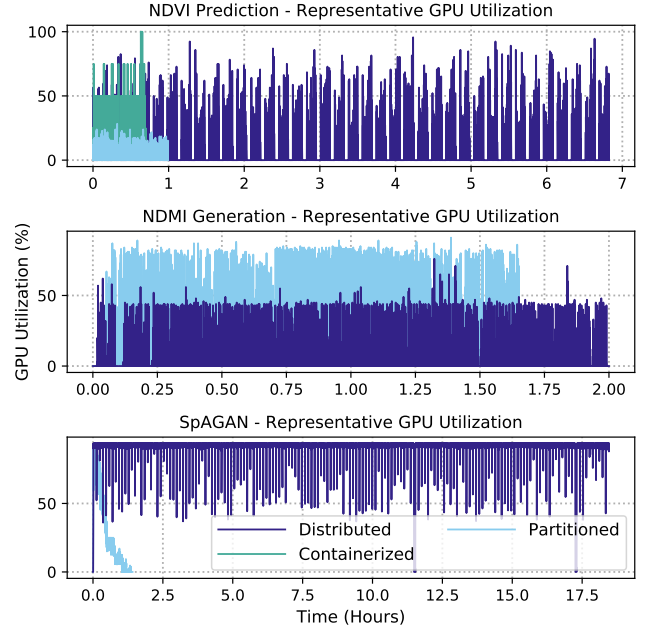 NDVI Prediction - Representative GPU Utilization
100
50
0
0 1 2 3 4 5 6 7
NDMI Generation - Representative GPU Utilization
GPU Utilization (%)
50
0
0.00 0.25 0.50 0.75 1.00 1.25 1.50 1.75 2.00
SpAGAN - Representative GPU Utilization
50
0
Distributed Partitioned
Containerized
0.0 2.5 5.0 7.5 10.0 12.5 15.0 17.5
Time (Hours)